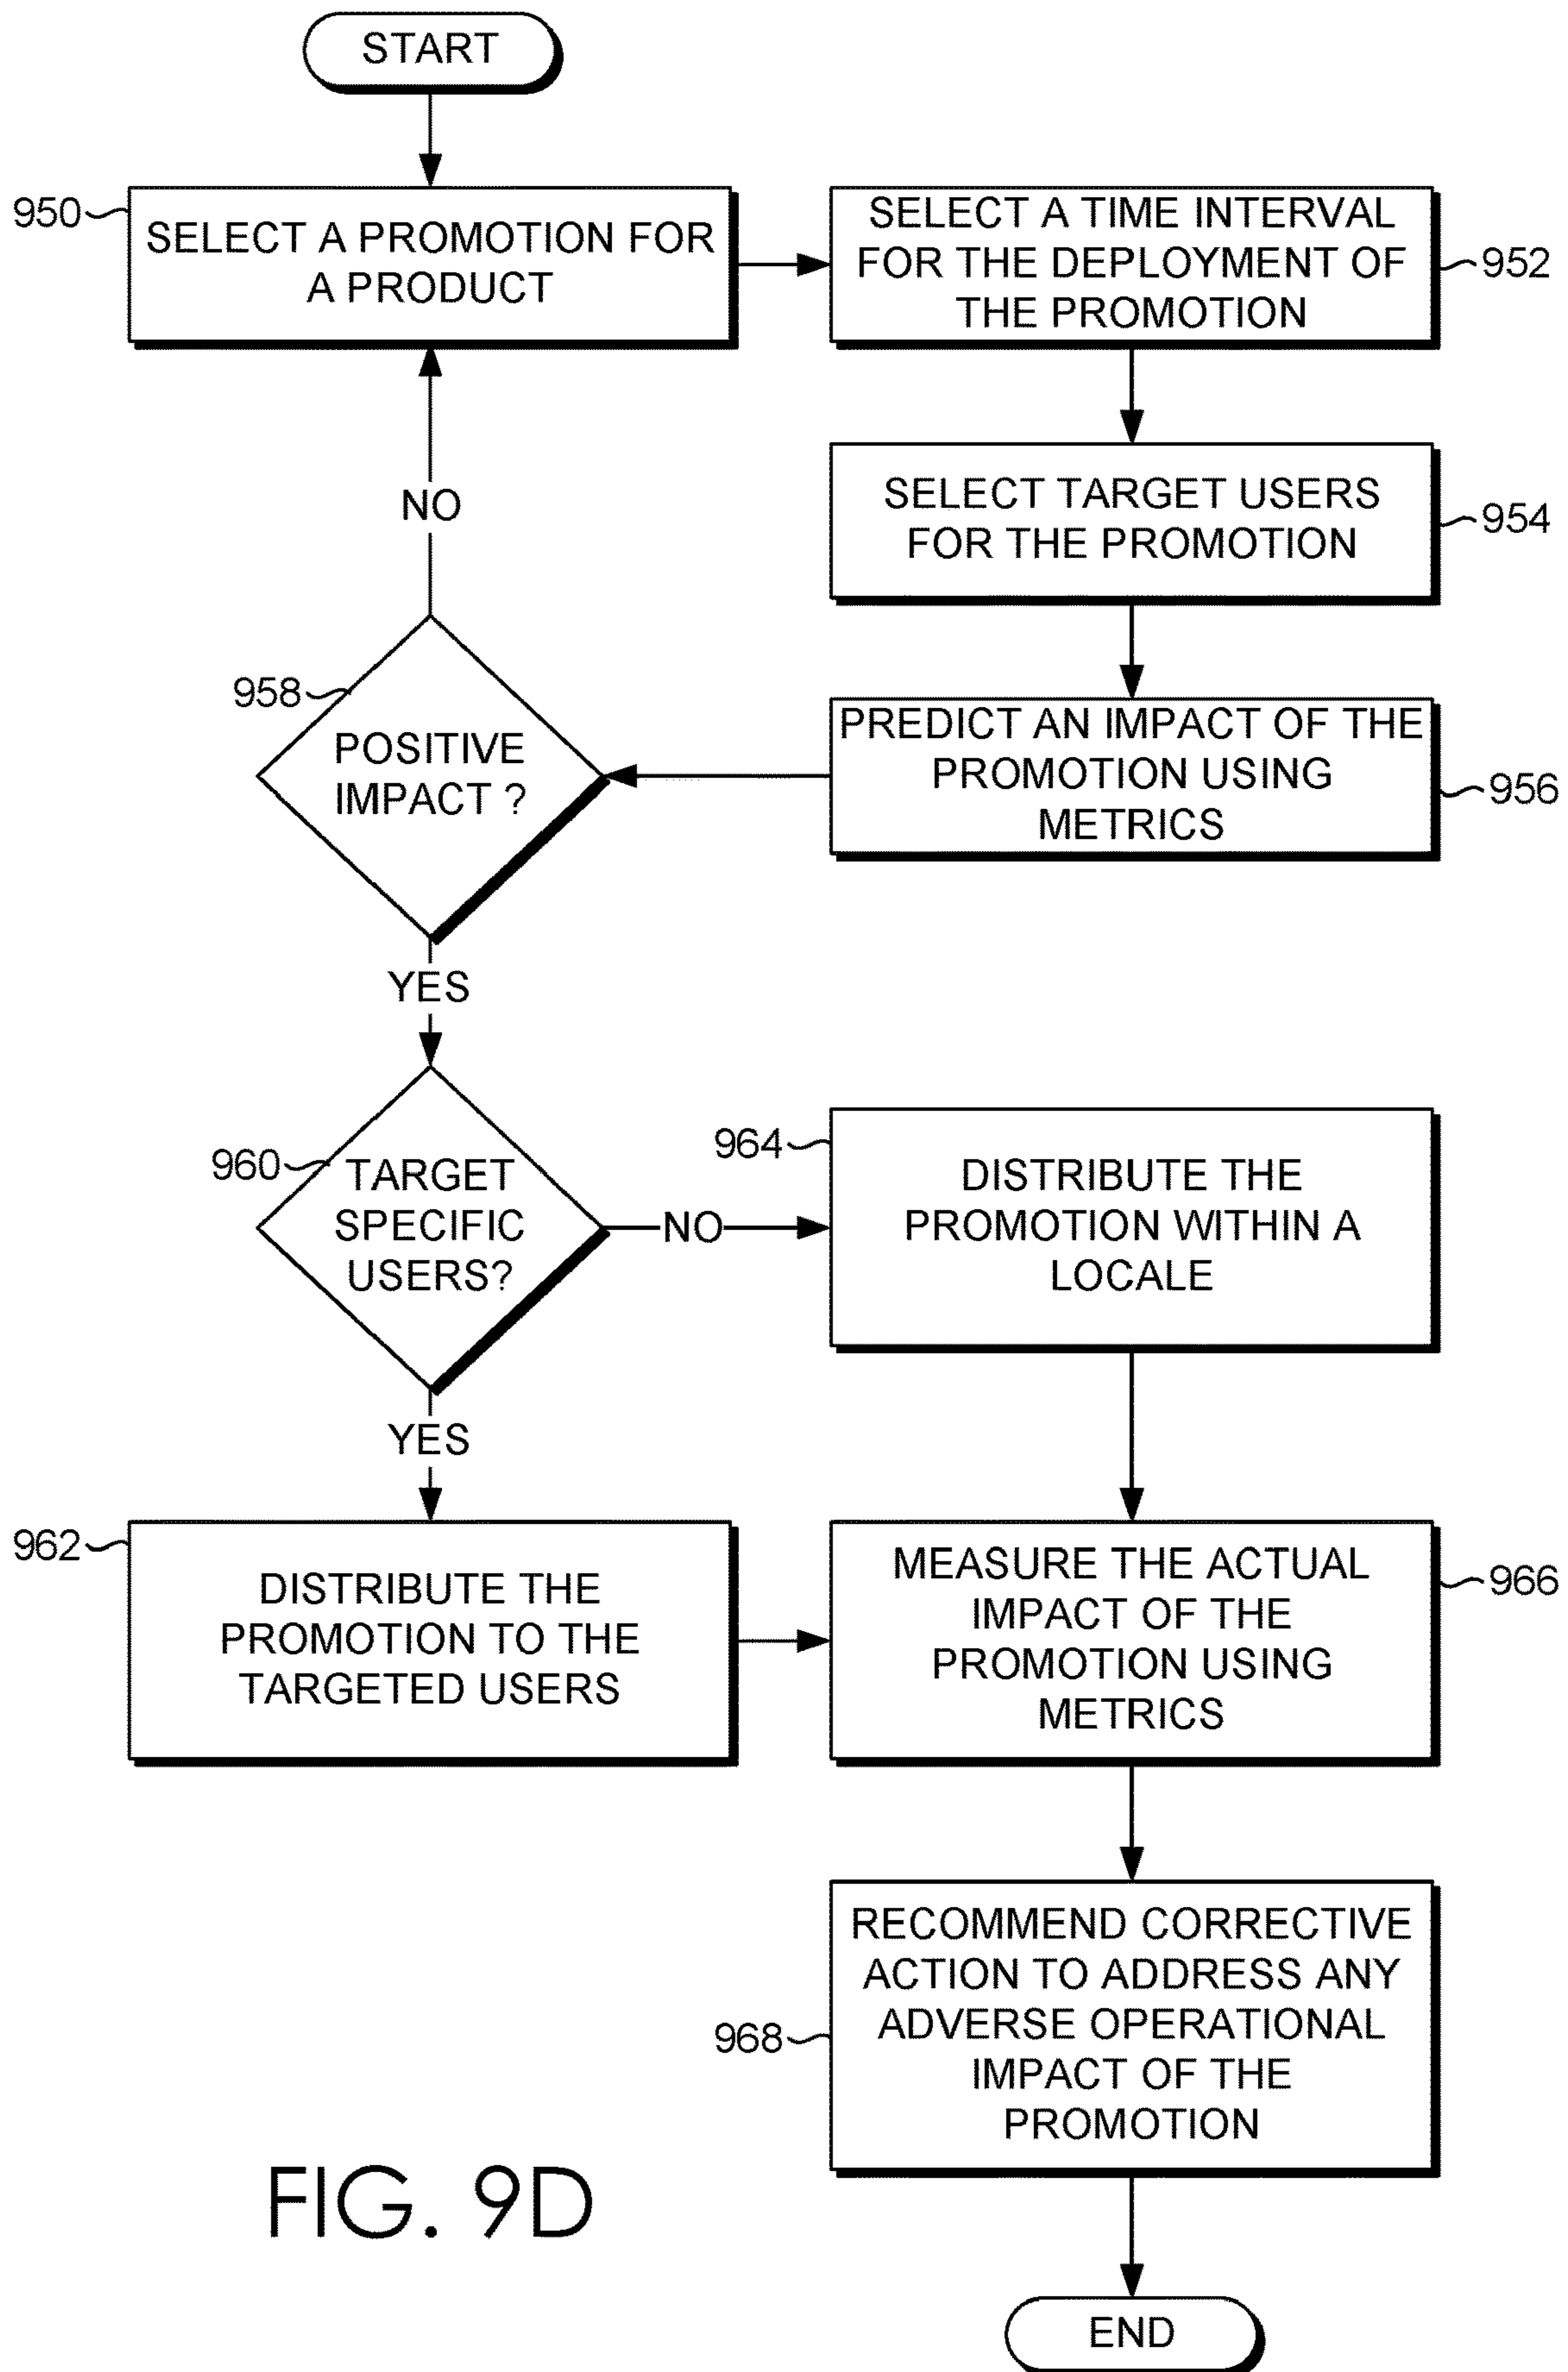 START
950
SELECT A PROMOTION FOR
A PRODUCT
SELECT A TIME INTERVAL
FOR THE DEPLOYMENT OF
THE PROMOTION
952
SELECT TARGET USERS
FOR THE PROMOTION
954
PREDICT AN IMPACT OF THE
PROMOTION USING
METRICS
956
NO
958
POSITIVE
IMPACT ?
YES
960
TARGET
SPECIFIC
USERS?
NO
964
DISTRIBUTE THE
PROMOTION WITHIN A
LOCALE
YES
962
DISTRIBUTE THE
PROMOTION TO THE
TARGETED USERS
MEASURE THE ACTUAL
IMPACT OF THE
PROMOTION USING
METRICS
966
968
RECOMMEND CORRECTIVE
ACTION TO ADDRESS ANY
ADVERSE OPERATIONAL
IMPACT OF THE
PROMOTION
END
FIG. 9D